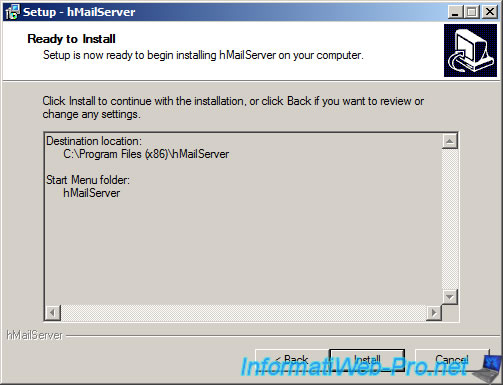 Setup - hMailServer
Ready to Install
Setup is now ready to begin installing hMailServer on your computer.
Click Install to continue with the installation, or click Back if you want to review or
change any settings.
Destination location:
C:\Program Files (x86)\hMailServer
Start Menu folder:
hMailServer
hMailServer
< Back Install Cancel
InformatiWeb-Pro.net